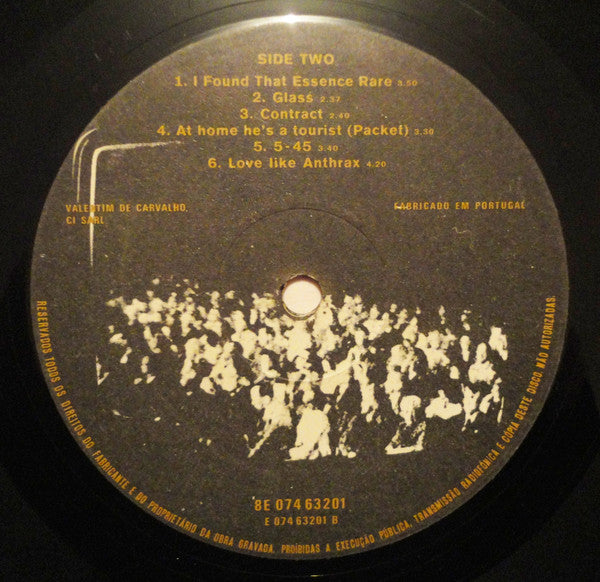 SIDE TWO
1. I Found That Essence Rare 3.50
2. Glass 2.37
3. Contract 2.40
4. At home he's a tourist (Packet) 3.30
5. 5-45 3.40
6. Love like Anthrax 4.20
VALENTIM DE CARVALHO,
CI SARL
FABRICADO EM PORTUGAL
8E 074 63201
E 074 63201 B
RESERVADOS TODOS OS DIREITOS DO FABRICANTE E DO PROPRIETÁRIO DA OBRA GRAVADA, PROIBIDAS A EXECUÇÃO PÚBLICA, TRANSMISSÃO RADIOFÓNICA E CÓPIA DESTE DISCO, NÃO AUTORIZADAS.